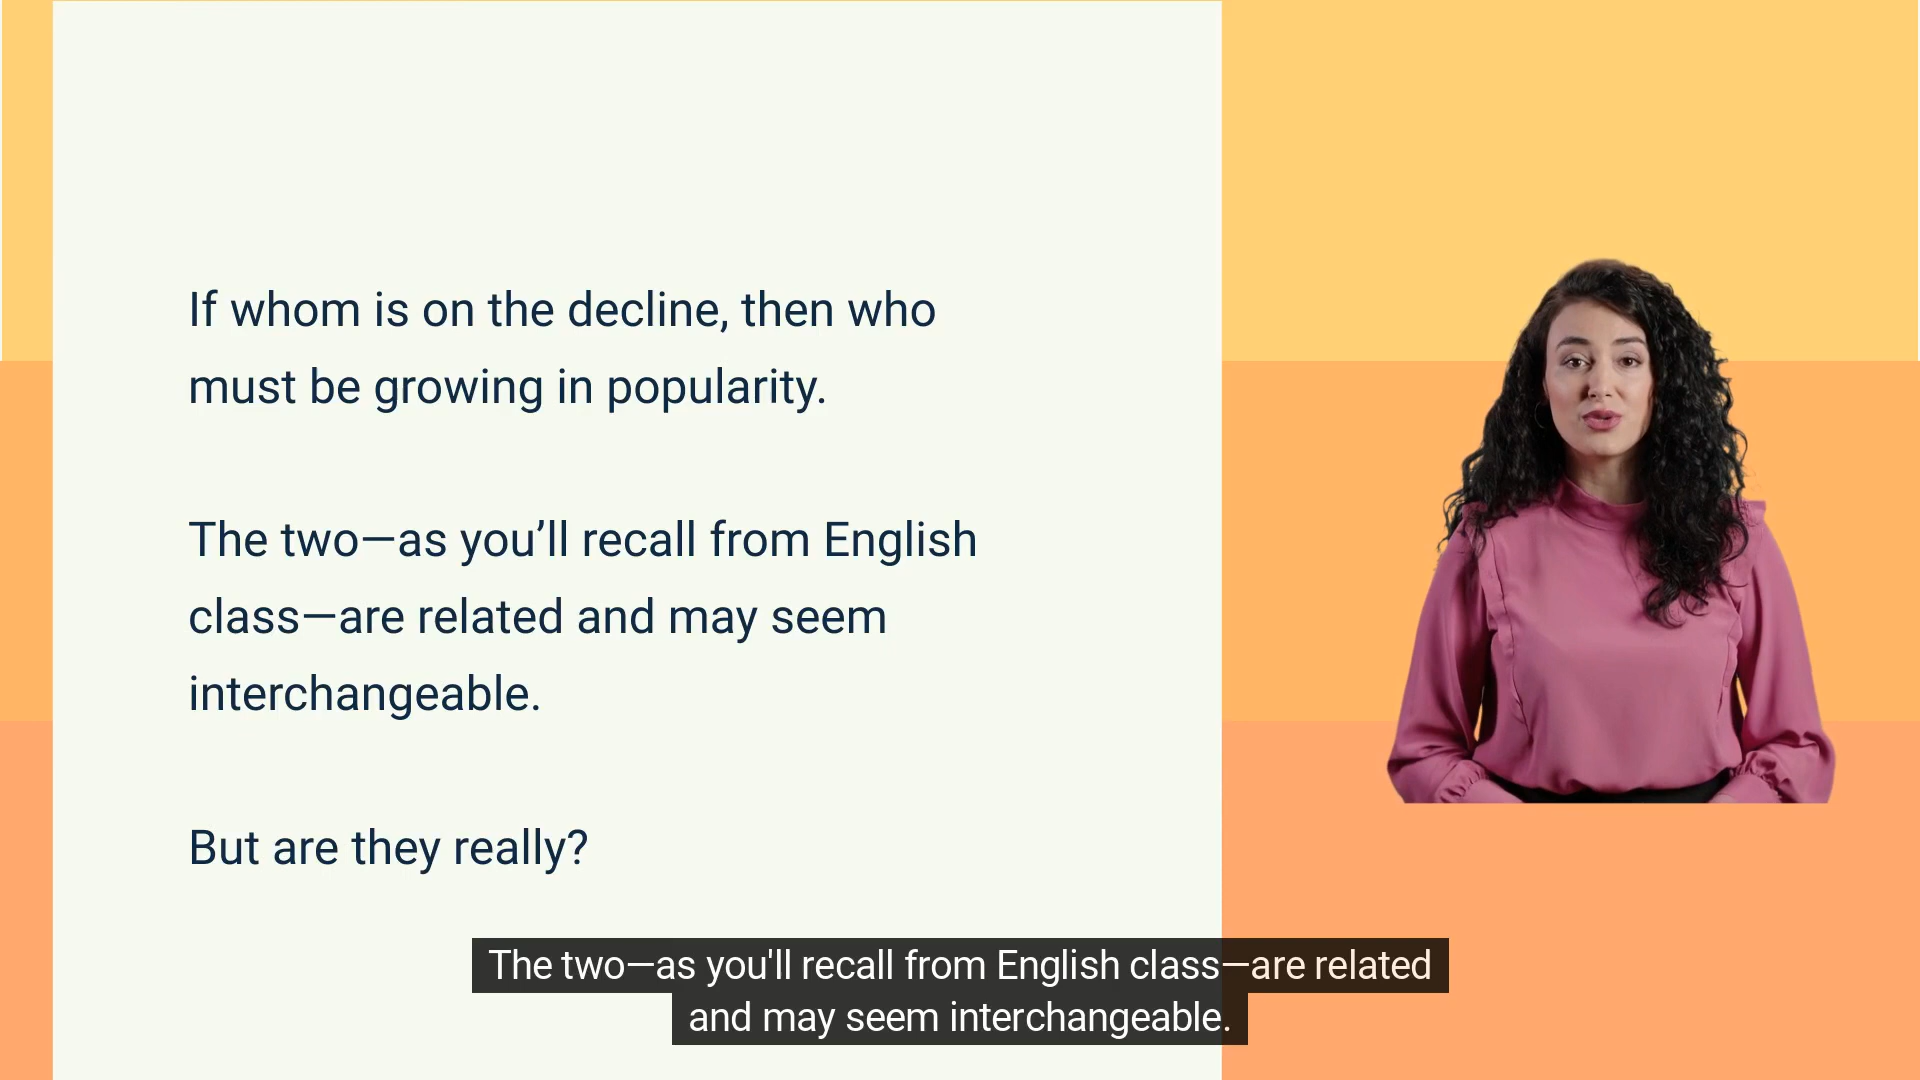 If whom is on the decline, then who
must be growing in popularity.
The two—as you’ll recall from English
class—are related and may seem
interchangeable.
But are they really?
The two—as you'll recall from English class—are related
and may seem interchangeable.